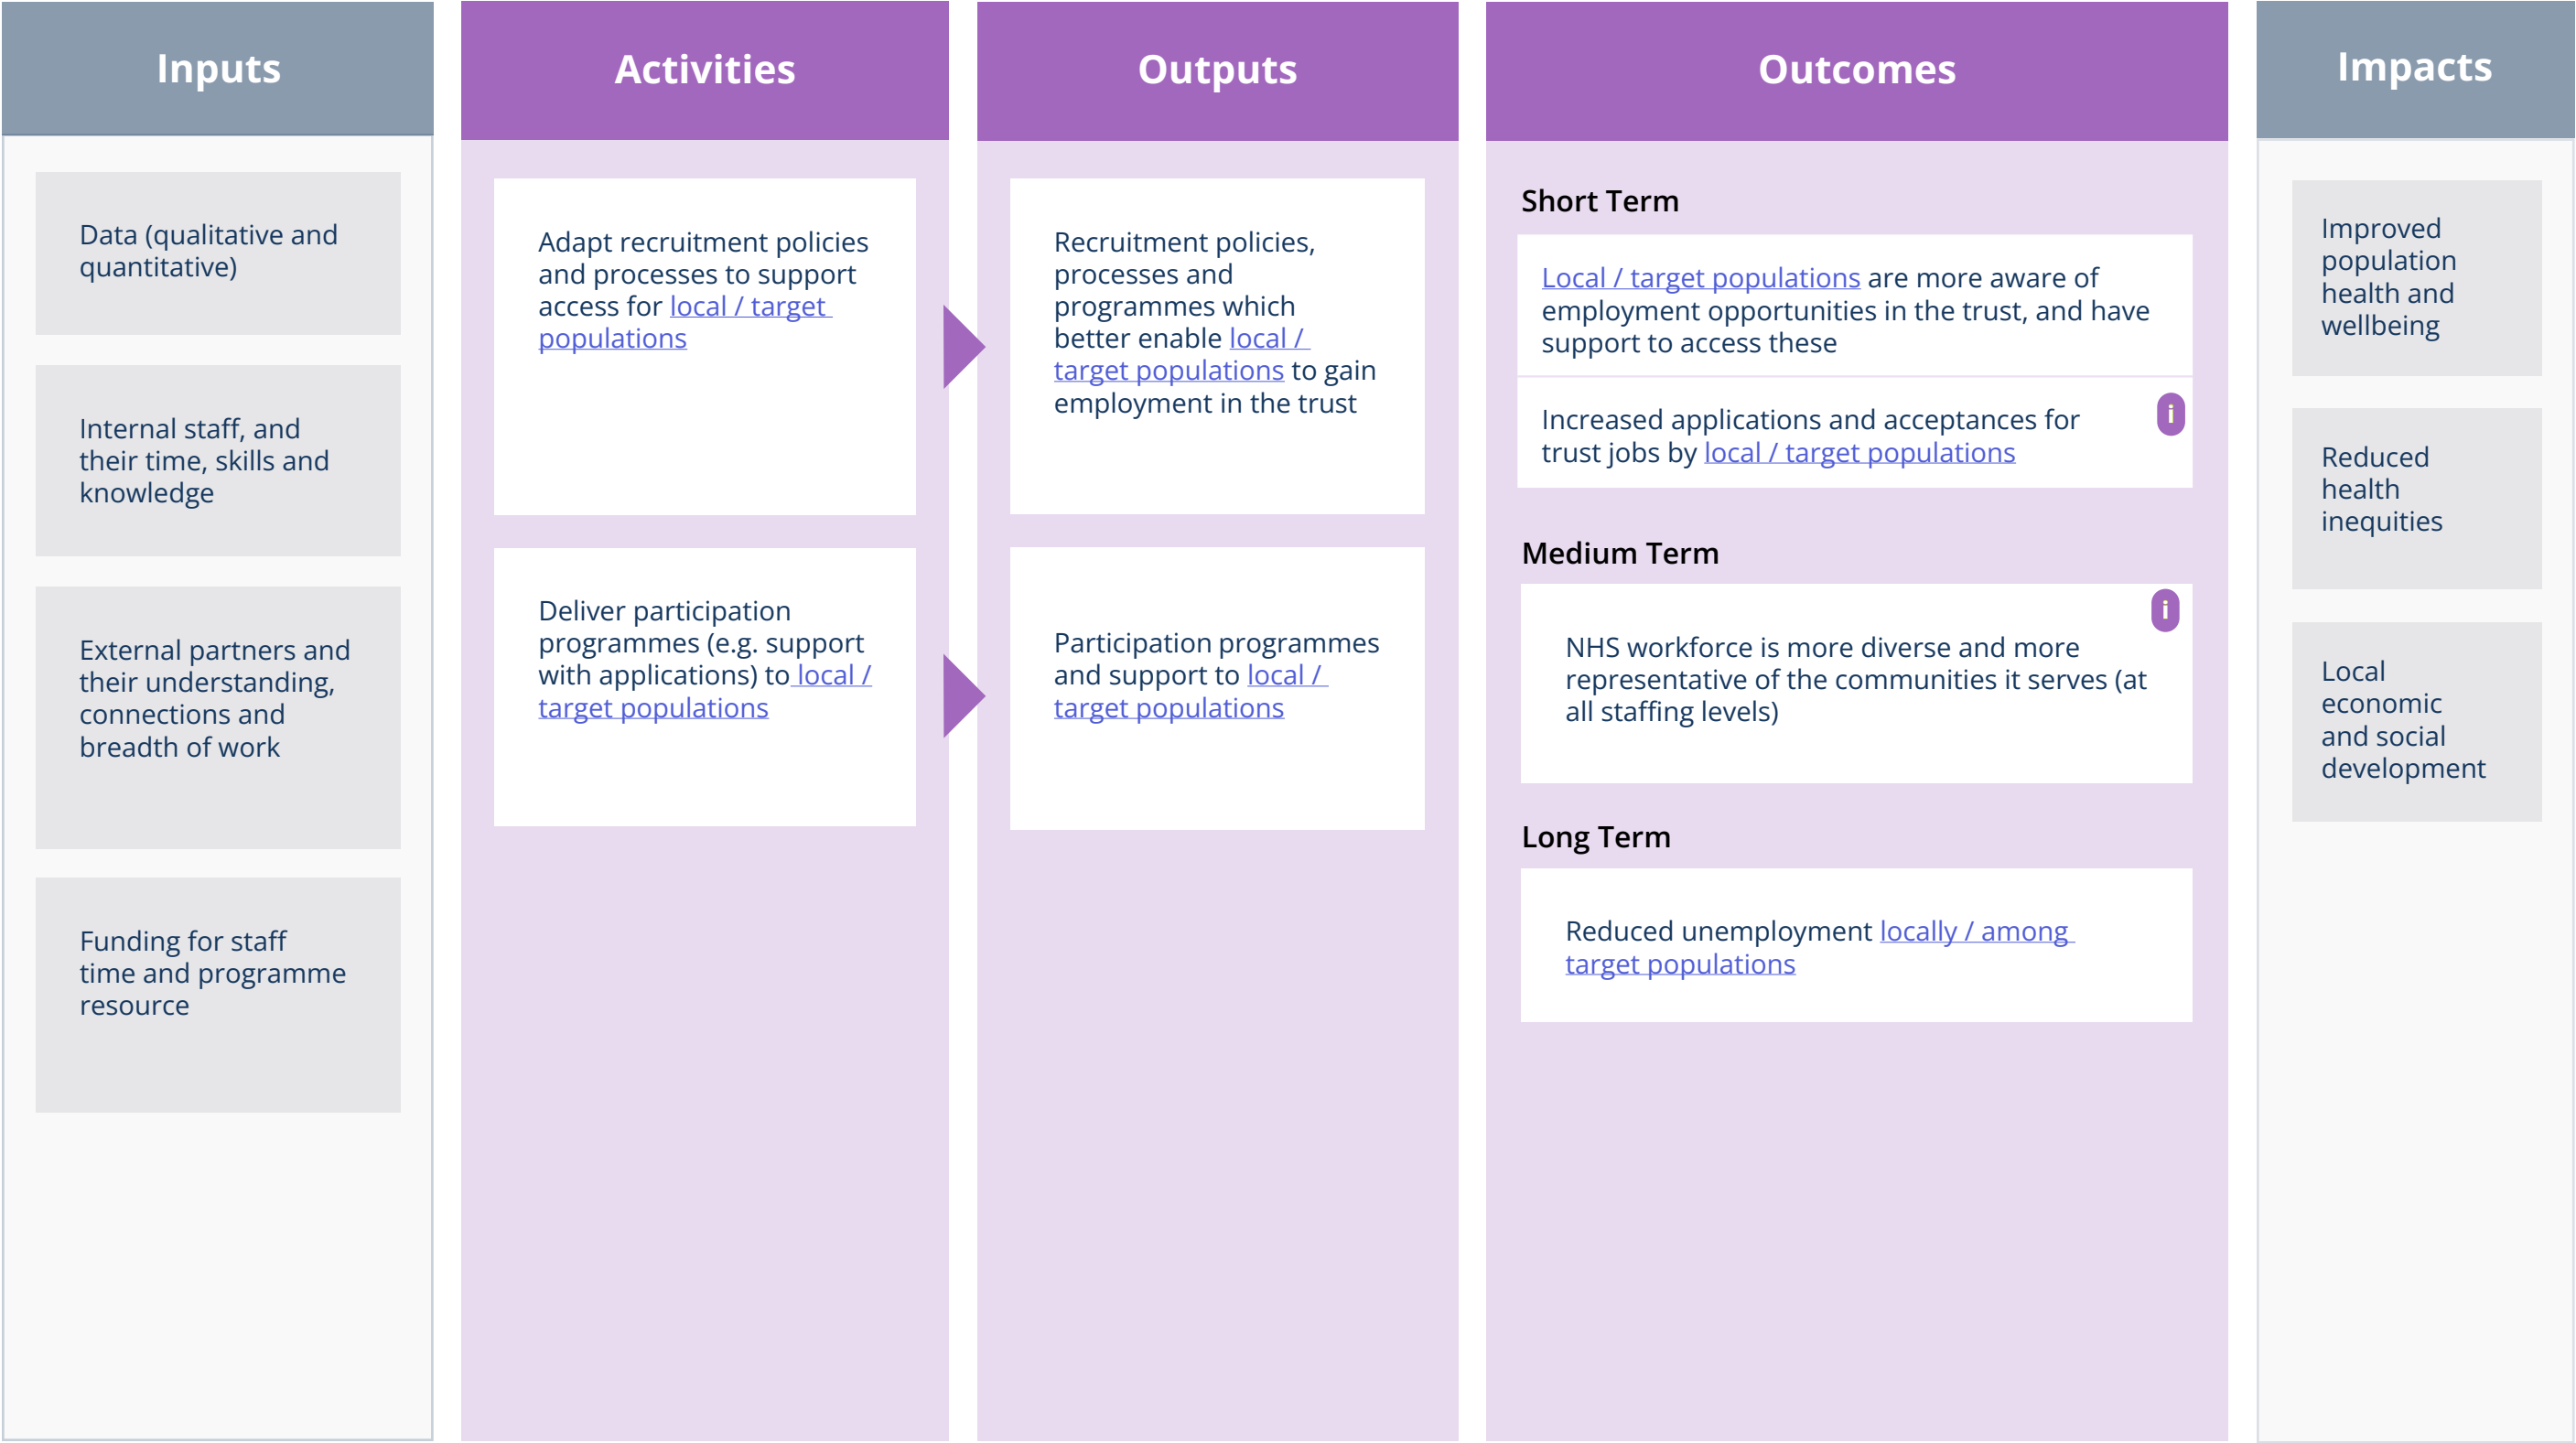 Inputs
Data (qualitative and
quantitative)
Internal staff, and
their time, skills and
knowledge
External partners and
their understanding,
connections and
breadth of work
Funding for staff
time and programme
resource
Activities
Adapt recruitment policies
and processes to support
access for local / target
populations
Deliver participation
programmes (e.g. support
with applications) to local /
target populations
Outputs
Recruitment policies,
processes and
programmes which
better enable local /
target populations to gain
employment in the trust
Participation programmes
and support to local /
target populations
Outcomes
Short Term
Local / target populations are more aware of
employment opportunities in the trust, and have
support to access these
Increased applications and acceptances for
trust jobs by local / target populations
i
Medium Term
i
NHS workforce is more diverse and more
representative of the communities it serves (at
all staffing levels)
Long Term
Reduced unemployment locally / among
target populations
Impacts
Improved
population
health and
wellbeing
Reduced
health
inequities
Local
economic
and social
development